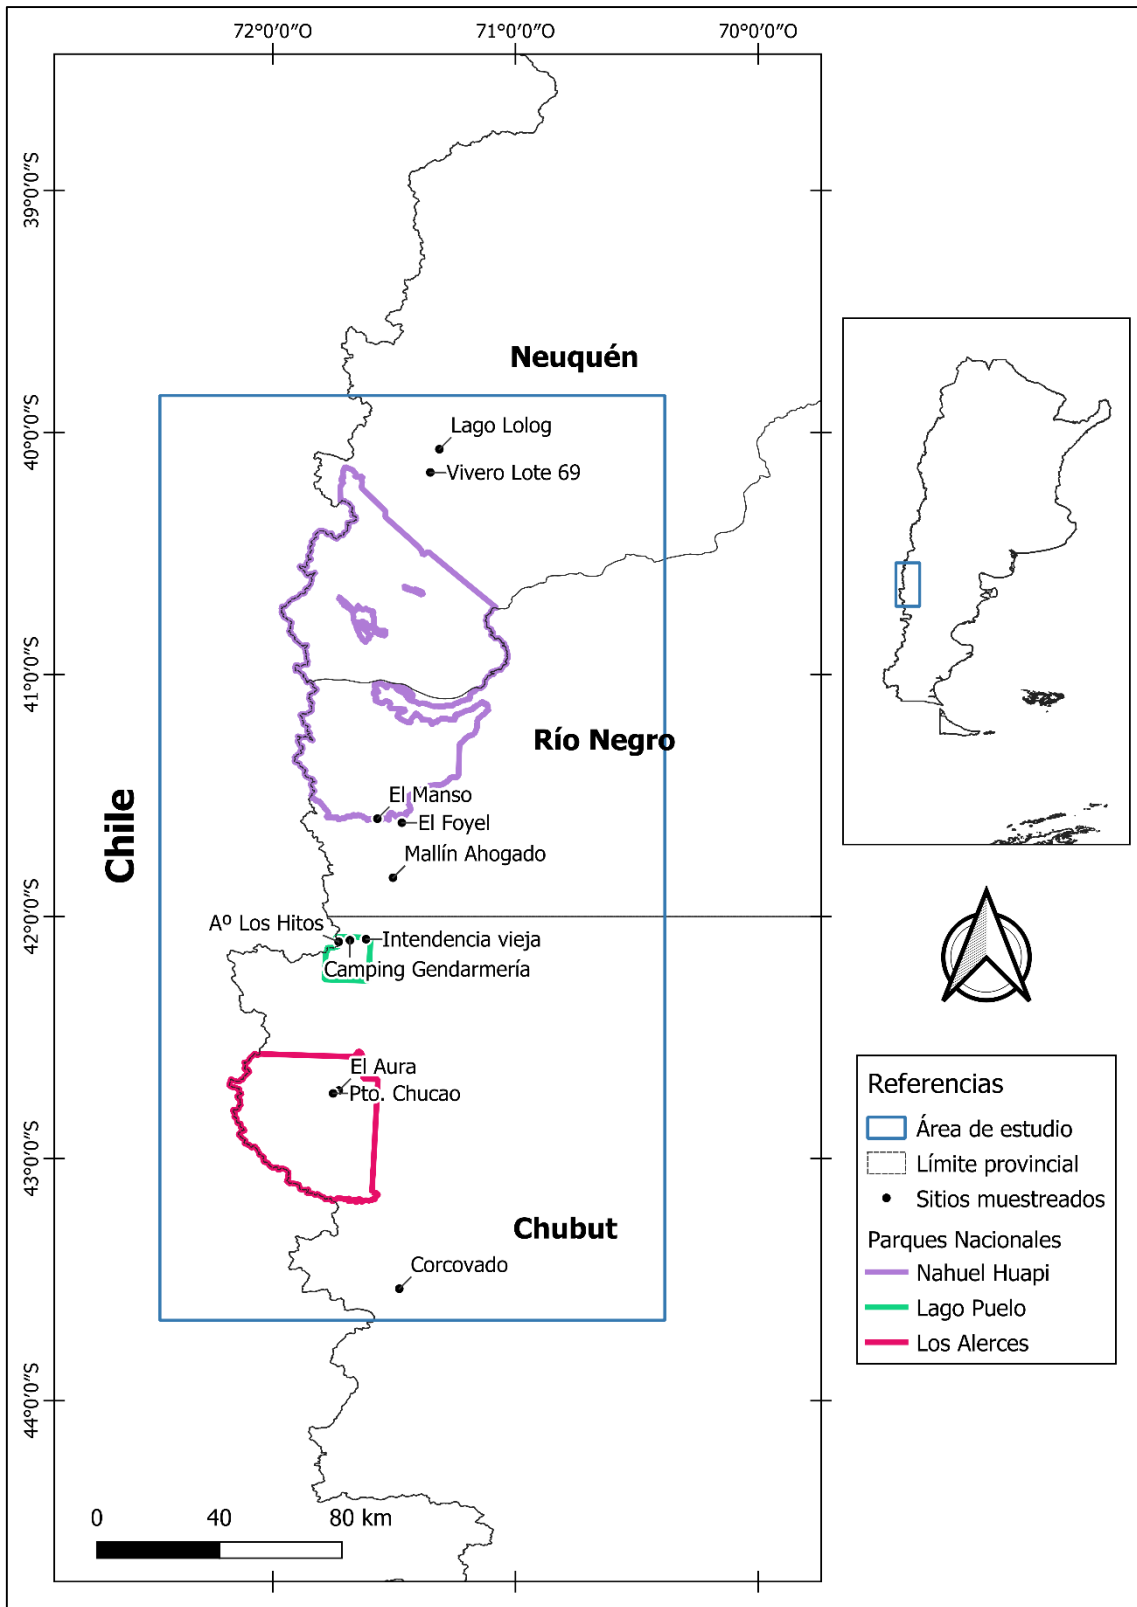 72°0'0"O
71°0'0"O
70°0'0"O
39°0'0"S
40°0'0"S
41°0'0"S
42°0'0"S
43°0'0"S
44°0'0"S
Neuquén
Lago Lolog
Vivero Lote 69
Río Negro
El Manso
El Foyel
Mallín Ahogado
Chile
Aº Los Hitos
Intendencia vieja
Camping Gendarmería
El Aura
Pto. Chucao
Chubut
Corcovado
0 40 80 km
Referencias
Área de estudio
Límite provincial
Sitios muestreados
Parques Nacionales
Nahuel Huapi
Lago Puelo
Los Alerces